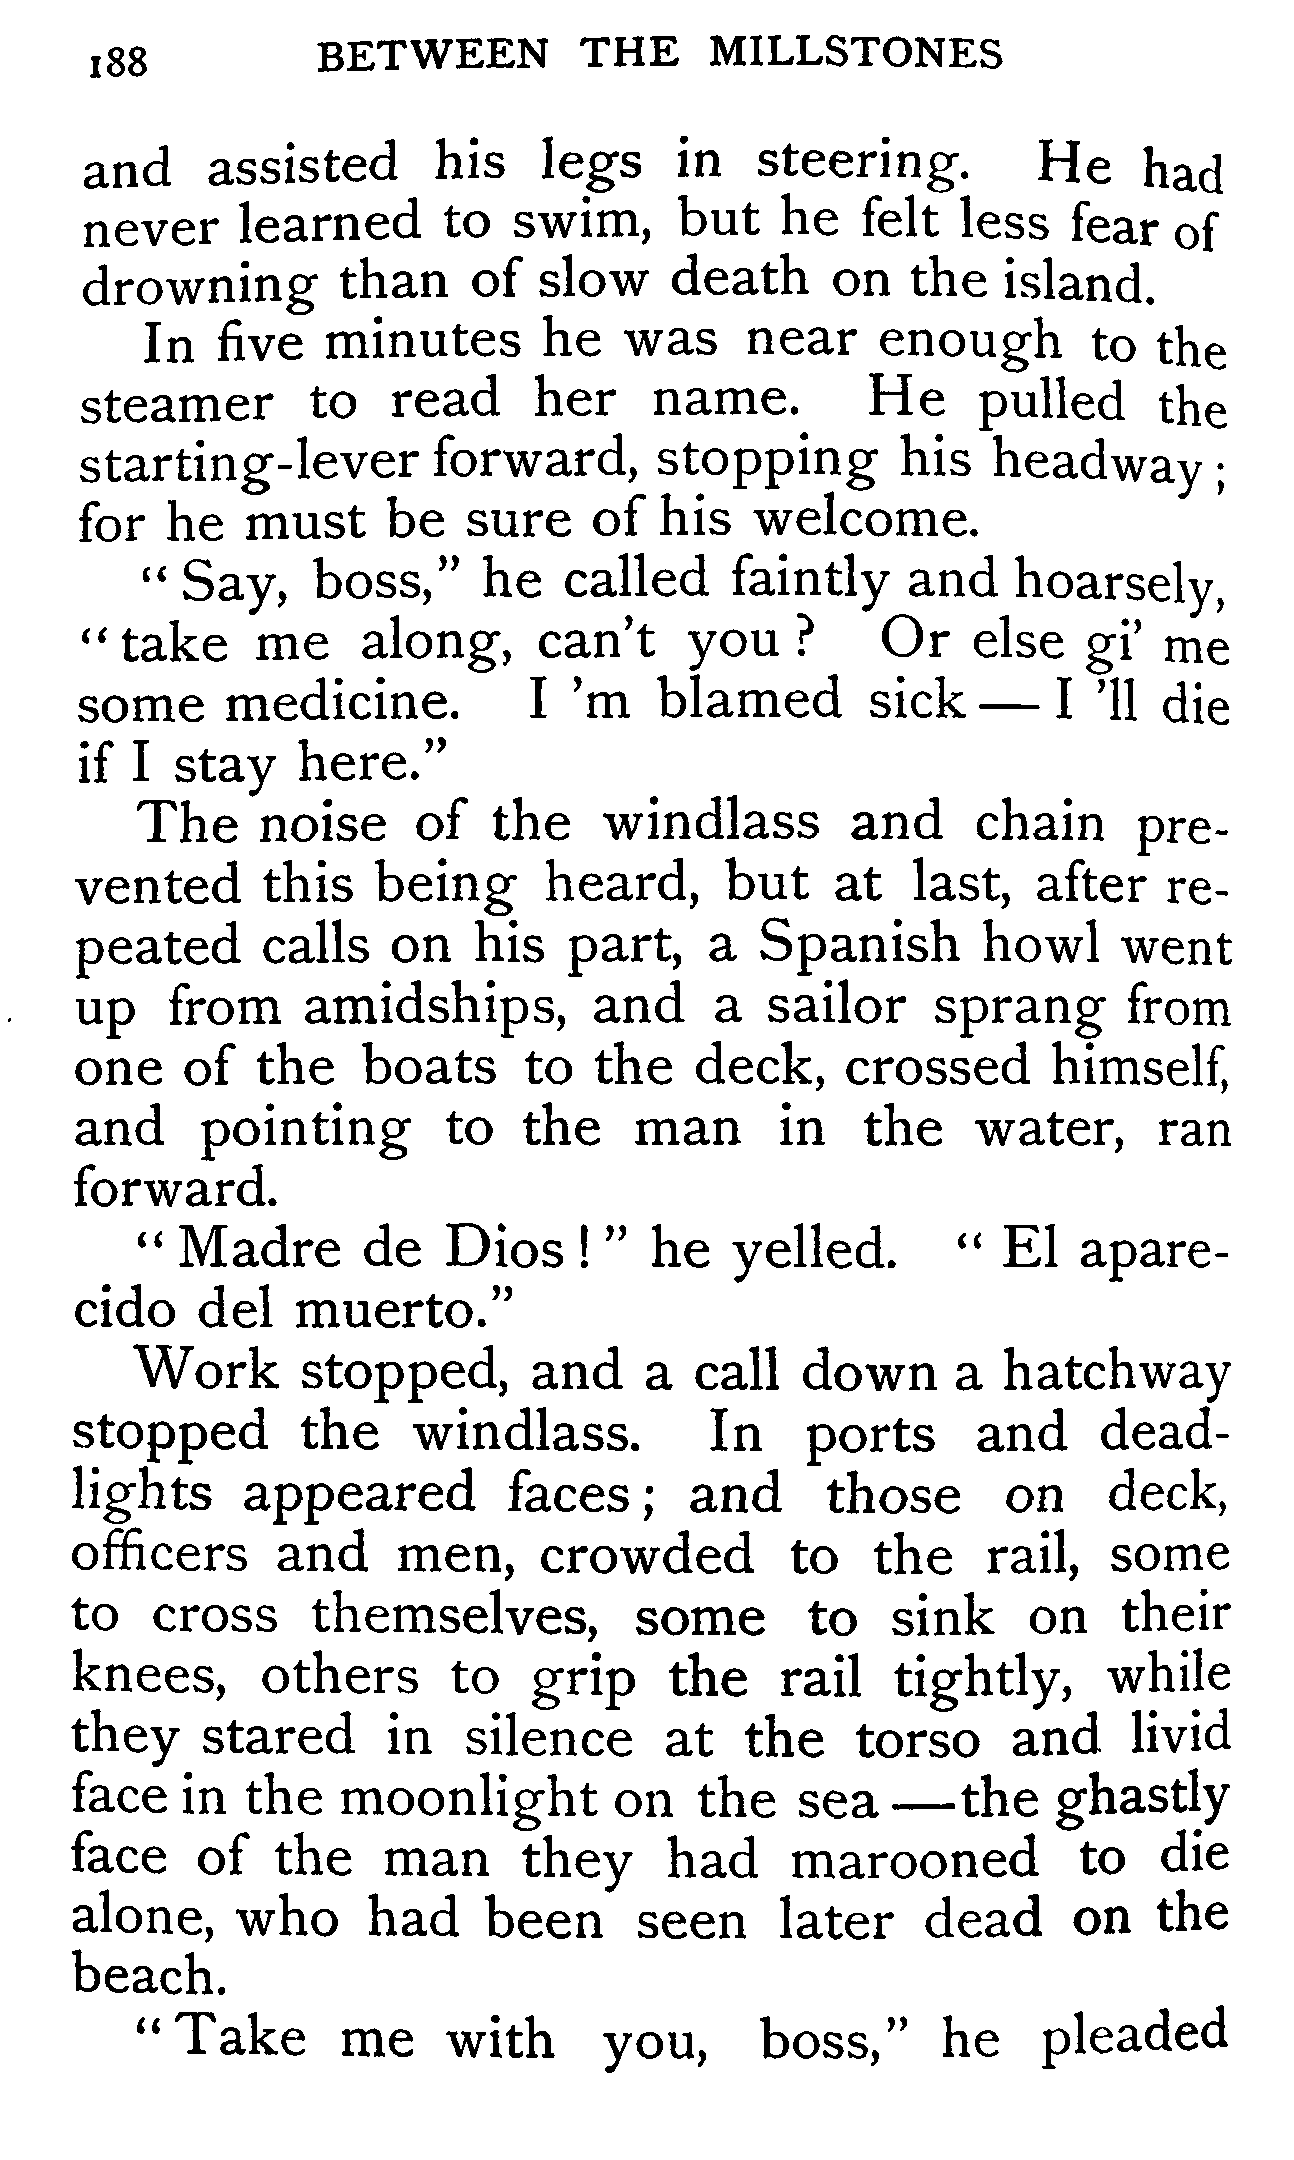 188 BETWEEN THE MILLSTONES
and assisted his legs in steering. He had
never learned to swim, but he felt less fear of
drowning than of slow death on the island.
In five minutes he was near enough to the
steamer to read her name. He pulled the
starting-lever forward, stopping his headway ;
for he must be sure of his welcome.
“ Say, boss,” he called faintly and hoarsely,
“ take me along, can’t you ? Or else gi’ me
some medicine. I ’m blamed sick — I ’ll die
if I stay here.”
The noise of the windlass and chain pre-
vented this being heard, but at last, after re-
peated calls on his part, a Spanish howl went
up from amidships, and a sailor sprang from
one of the boats to the deck, crossed himself,
and pointing to the man in the water, ran
forward.
“ Madre de Dios ! ” he yelled. “ El apare-
cido del muerto.”
Work stopped, and a call down a hatchway
stopped the windlass. In ports and dead-
lights appeared faces ; and those on deck,
officers and men, crowded to the rail, some
to cross themselves, some to sink on their
knees, others to grip the rail tightly, while
they stared in silence at the torso and livid
face in the moonlight on the sea — the ghastly
face of the man they had marooned to die
alone, who had been seen later dead on the
beach.
“ Take me with you, boss,” he pleaded